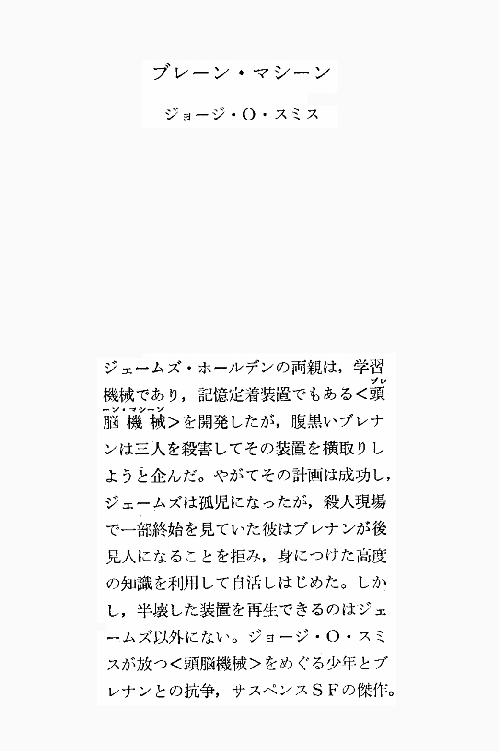 ブレーン・マシーン
ジョージ・O・スミス
ジェームズ・ホールデンの両親は，学習
機械であり，記憶定着装置でもある＜頭
ブレ
ーン・マシーン
脳機械＞を開発したが，腹黒いブレナ
ンは三人を殺害してその装置を横取りし
ようと企んだ。やがてその計画は成功し，
ジェームズは孤児になったが，殺人現場
で一部終始を見ていた彼はブレナンが後
見人になることを拒み，身につけた高度
の知識を利用して自活しはじめた。しか
し，半壊した装置を再生できるのはジェ
ームズ以外にない。ジョージ・O・スミ
スが放つ＜頭脳機械＞をめぐる少年とブ
レナンとの抗争，サスペンスＳＦの傑作。